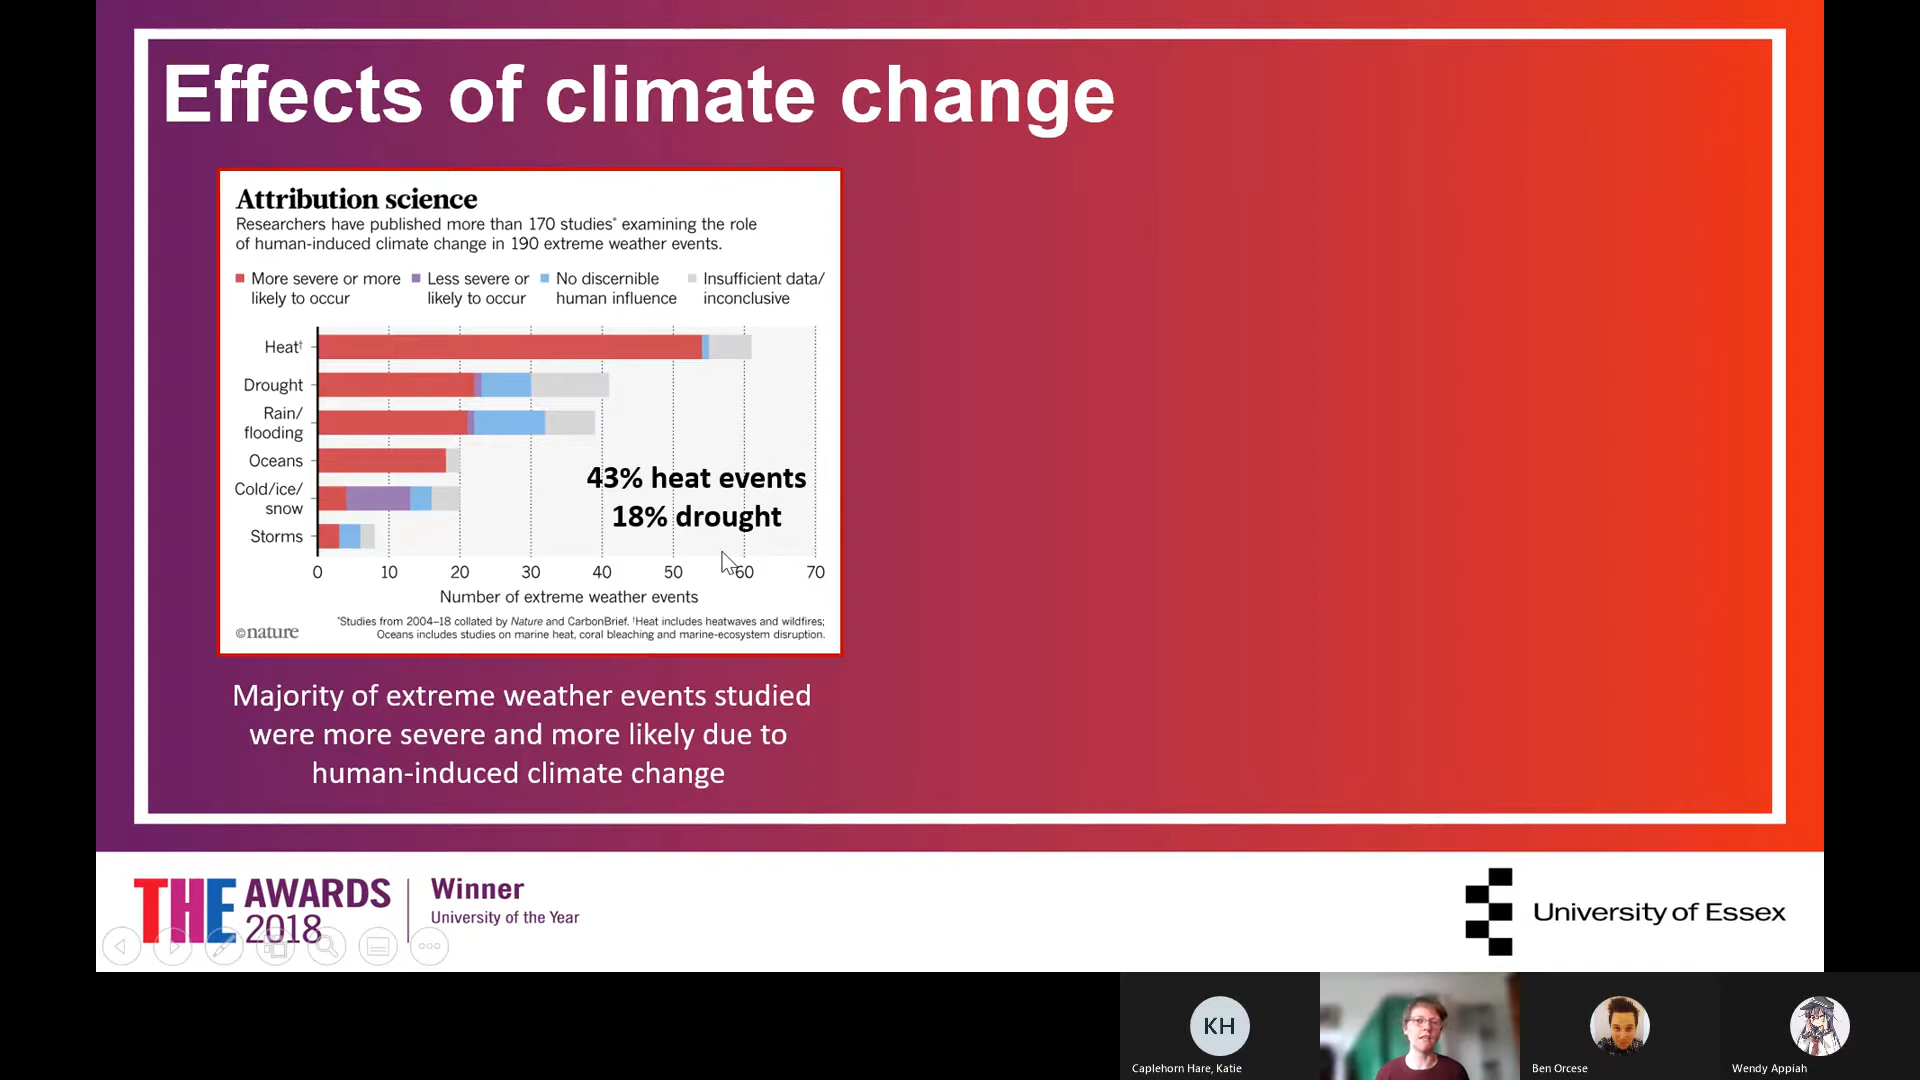 Effects of climate change
Attribution science
Researchers have published more than 170 studies* examining the role
of human-induced climate change in 190 extreme weather events.
More severe or more
likely to occur
Less severe or
likely to occur
No discernible
human influence
Insufficient data/
inconclusive
Heat†
Drought
Rain/
flooding
Oceans
Cold/ice/
snow
Storms
43% heat events
18% drought
0 10 20 30 40 50 60 70
Number of extreme weather events
*Studies from 2004–18 collated by Nature and CarbonBrief. †Heat includes heatwaves and wildfires;
Oceans includes studies on marine heat, coral bleaching and marine-ecosystem disruption.
©nature
Majority of extreme weather events studied
were more severe and more likely due to
human-induced climate change
THE AWARDS
2018
Winner
University of the Year
University of Essex
KH
Caplehorn Hare, Katie
Ben Orcese
Wendy Appiah